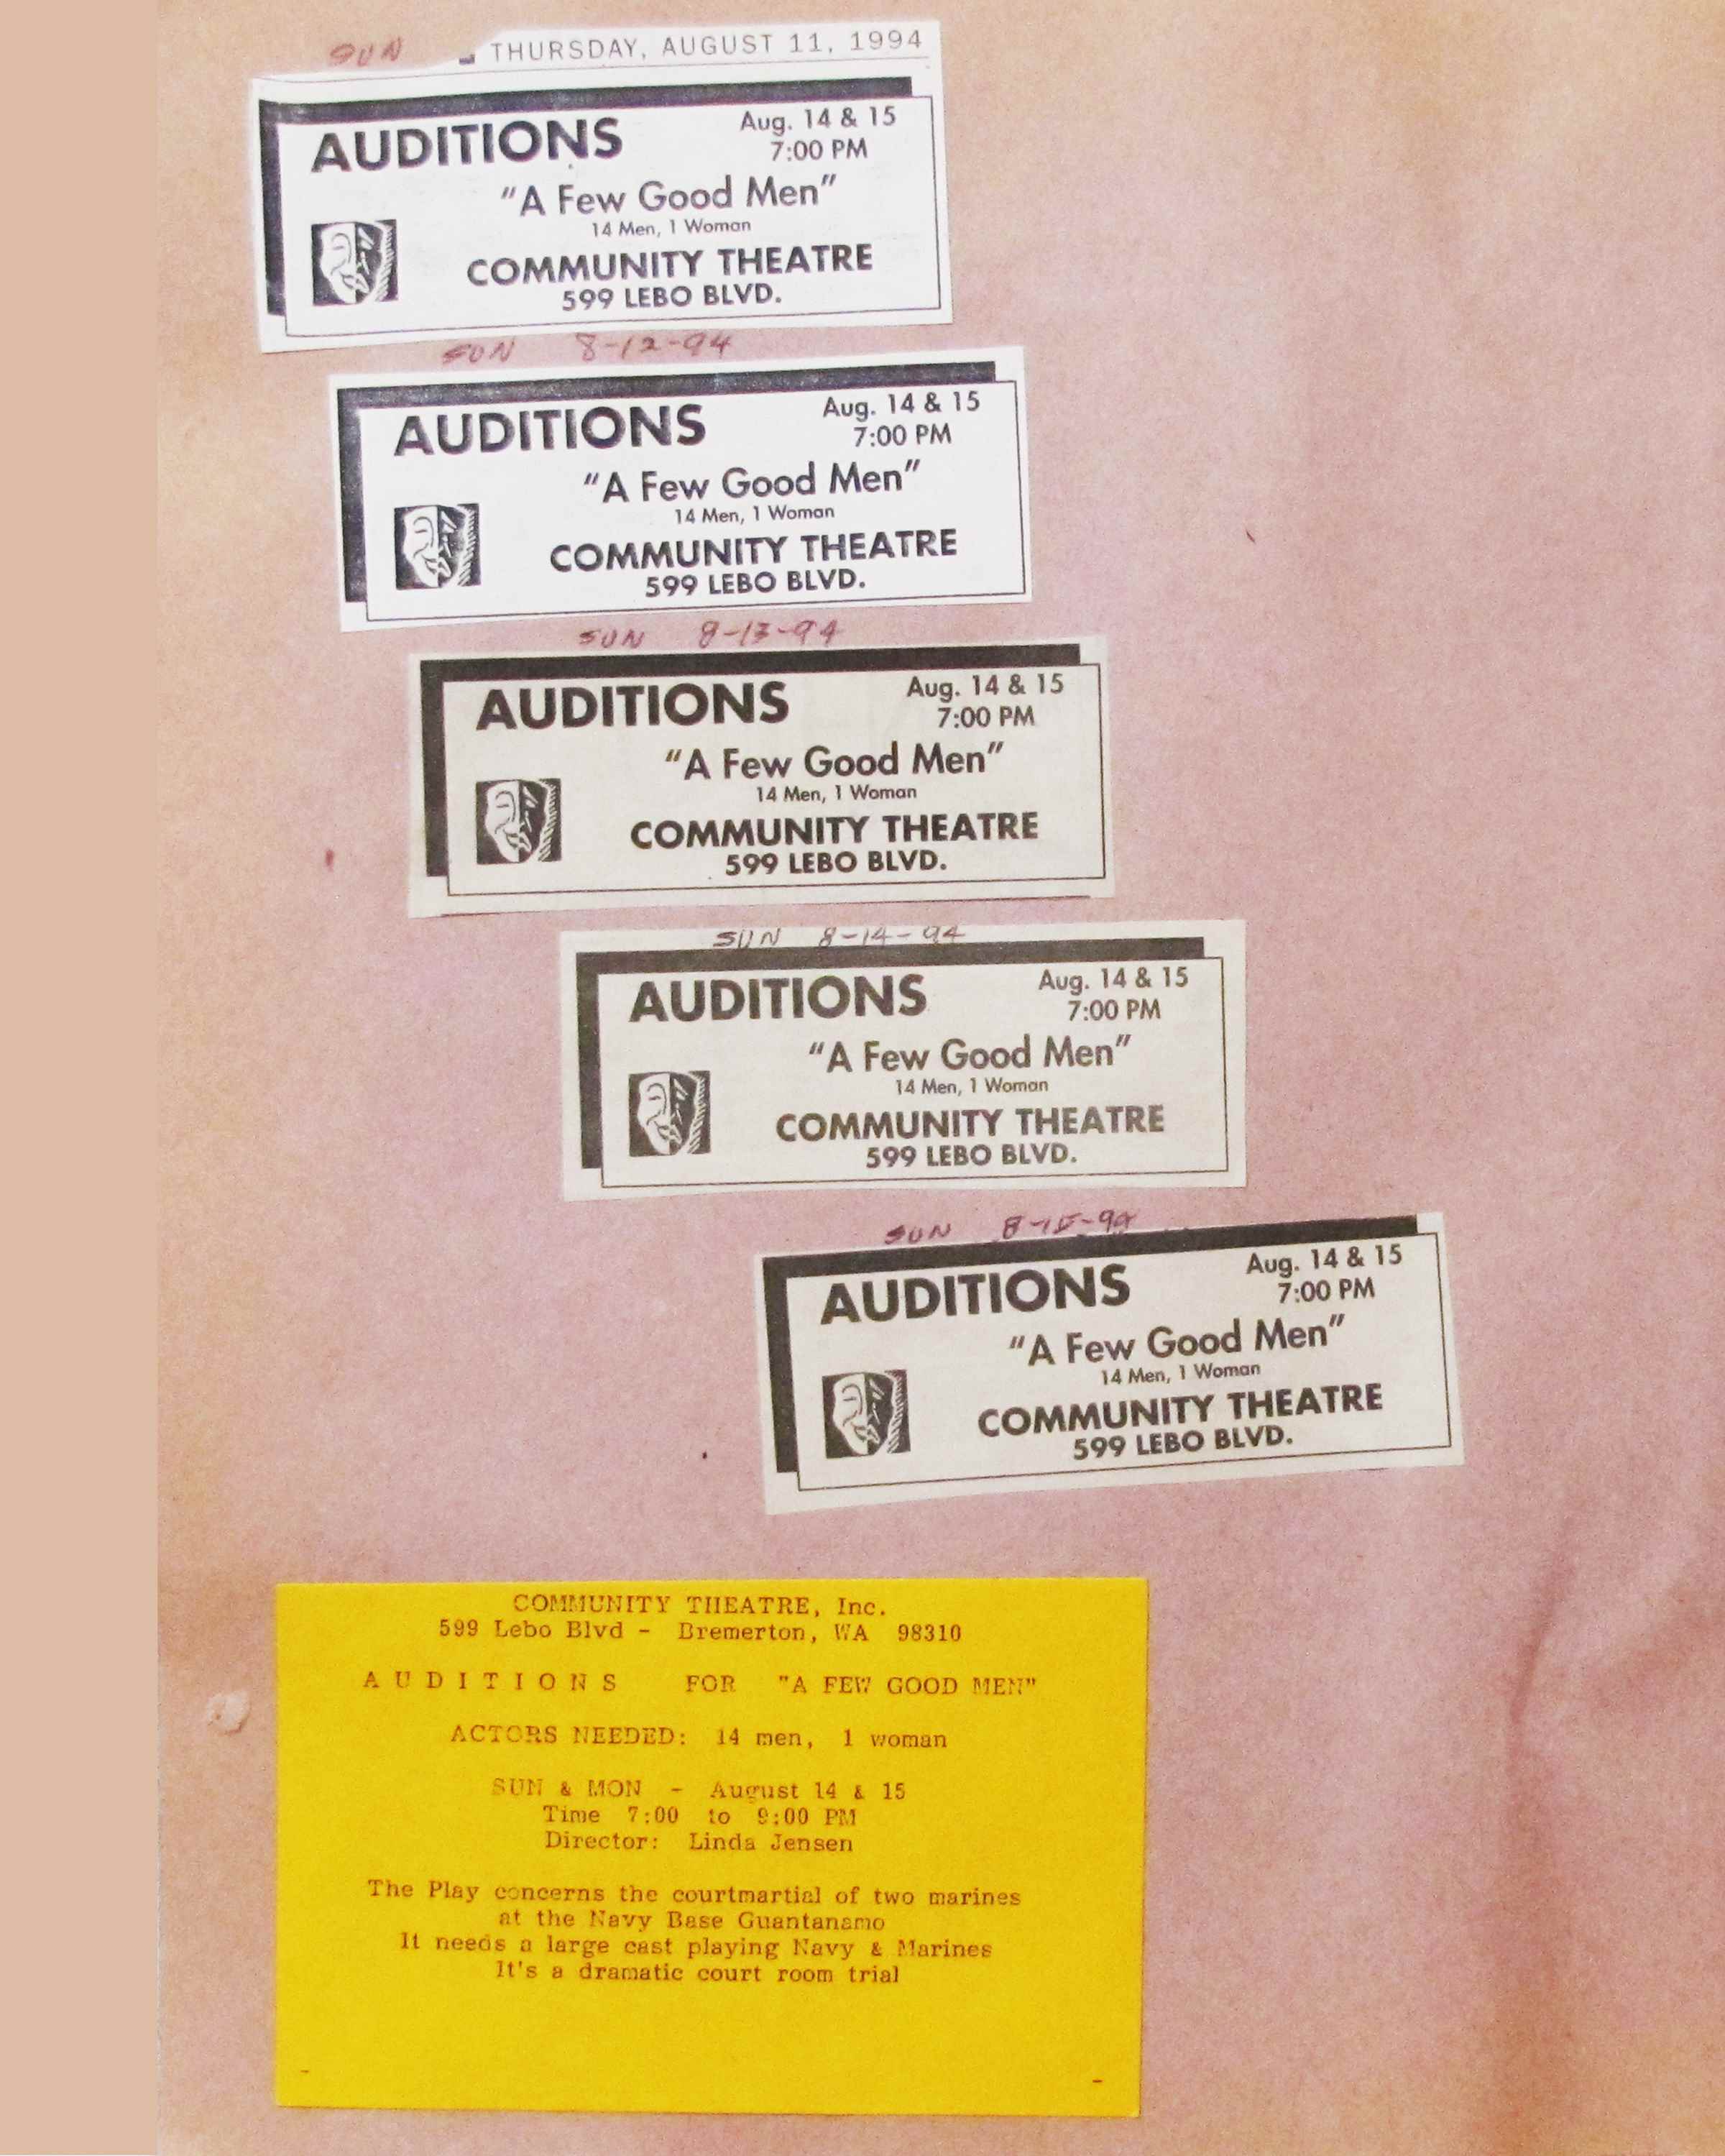 SUN THURSDAY, AUGUST 11, 1994
AUDITIONS
Aug. 14 & 15
7:00 PM
"A Few Good Men"
14 Men, 1 Woman
COMMUNITY THEATRE
599 LEBO BLVD.
SUN 8-12-94
AUDITIONS
Aug. 14 & 15
7:00 PM
"A Few Good Men"
14 Men, 1 Woman
COMMUNITY THEATRE
599 LEBO BLVD.
SUN 8-13-94
AUDITIONS
Aug. 14 & 15
7:00 PM
"A Few Good Men"
14 Men, 1 Woman
COMMUNITY THEATRE
599 LEBO BLVD.
SUN 8-14-94
AUDITIONS
Aug. 14 & 15
7:00 PM
"A Few Good Men"
14 Men, 1 Woman
COMMUNITY THEATRE
599 LEBO BLVD.
SUN 8-15-94
AUDITIONS
Aug. 14 & 15
7:00 PM
"A Few Good Men"
14 Men, 1 Woman
COMMUNITY THEATRE
599 LEBO BLVD.
COMMUNITY THEATRE, Inc.
599 Lebo Blvd - Bremerton, WA 98310
A U D I T I O N S FOR "A FEW GOOD MEN"
ACTORS NEEDED: 14 men, 1 woman
SUN & MON - August 14 & 15
Time 7:00 to 9:00 PM
Director: Linda Jensen
The Play concerns the courtmartial of two marines
at the Navy Base Guantanamo
It needs a large cast playing Navy & Marines
It's a dramatic court room trial